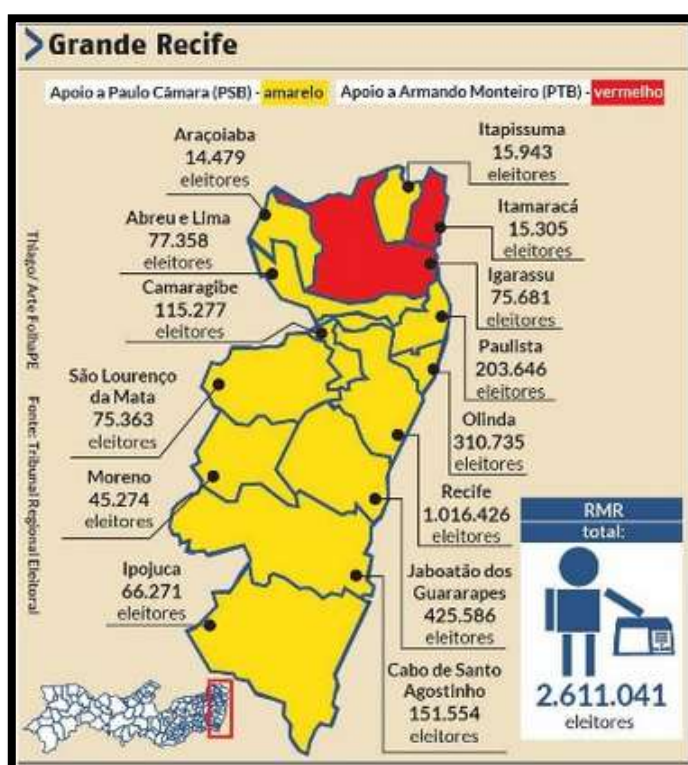 Grande Recife
Apoio a Paulo Câmara (PSB) - amarelo Apoio a Armando Monteiro (PTB) - vermelho
Araçoiaba
14.479
eleitores
Abreu e Lima
77.358
eleitores
Camaragibe
115.277
eleitores
São Lourenço
da Mata
75.363
eleitores
Moreno
45.274
eleitores
Ipojuca
66.271
eleitores
Itapissuma
15.943
eleitores
Itamaracá
15.305
eleitores
Igarassu
75.681
eleitores
Paulista
203.646
eleitores
Olinda
310.735
eleitores
Recife
1.016.426
eleitores
Jaboatão dos
Guararapes
425.586
eleitores
Cabo de Santo
Agostinho
151.554
eleitores
RMR
total:
2.611.041
eleitores
Thiago/ Arte FolhaPE Fonte: Tribunal Regional Eleitoral